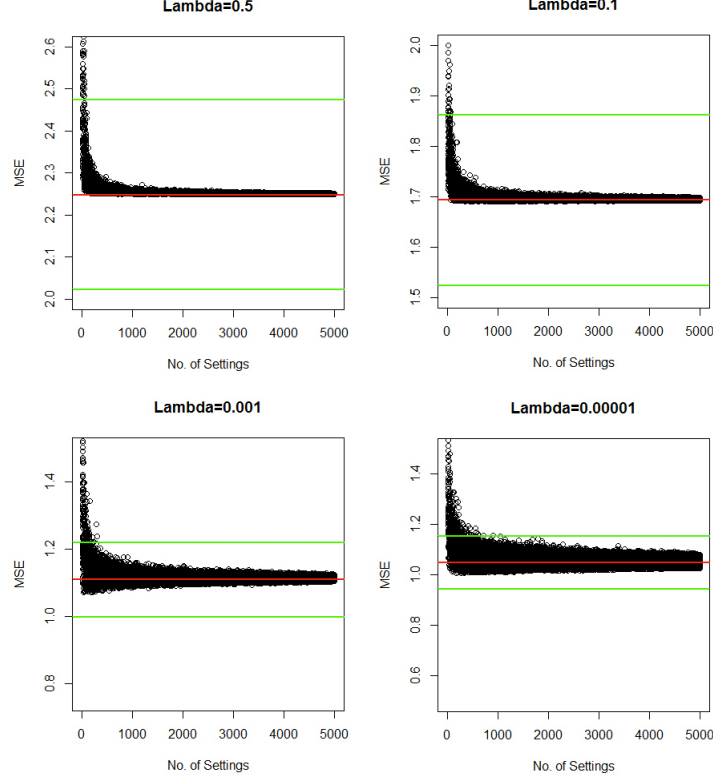 Lambda=0.5
MSE
2.0 2.1 2.2 2.3 2.4 2.5 2.6
0 1000 2000 3000 4000 5000
No. of Settings
Lambda=0.1
MSE
1.5 1.6 1.7 1.8 1.9 2.0
0 1000 2000 3000 4000 5000
No. of Settings
Lambda=0.001
MSE
0.8 1.0 1.2 1.4
0 1000 2000 3000 4000 5000
No. of Settings
Lambda=0.00001
MSE
0.6 0.8 1.0 1.2 1.4
0 1000 2000 3000 4000 5000
No. of Settings